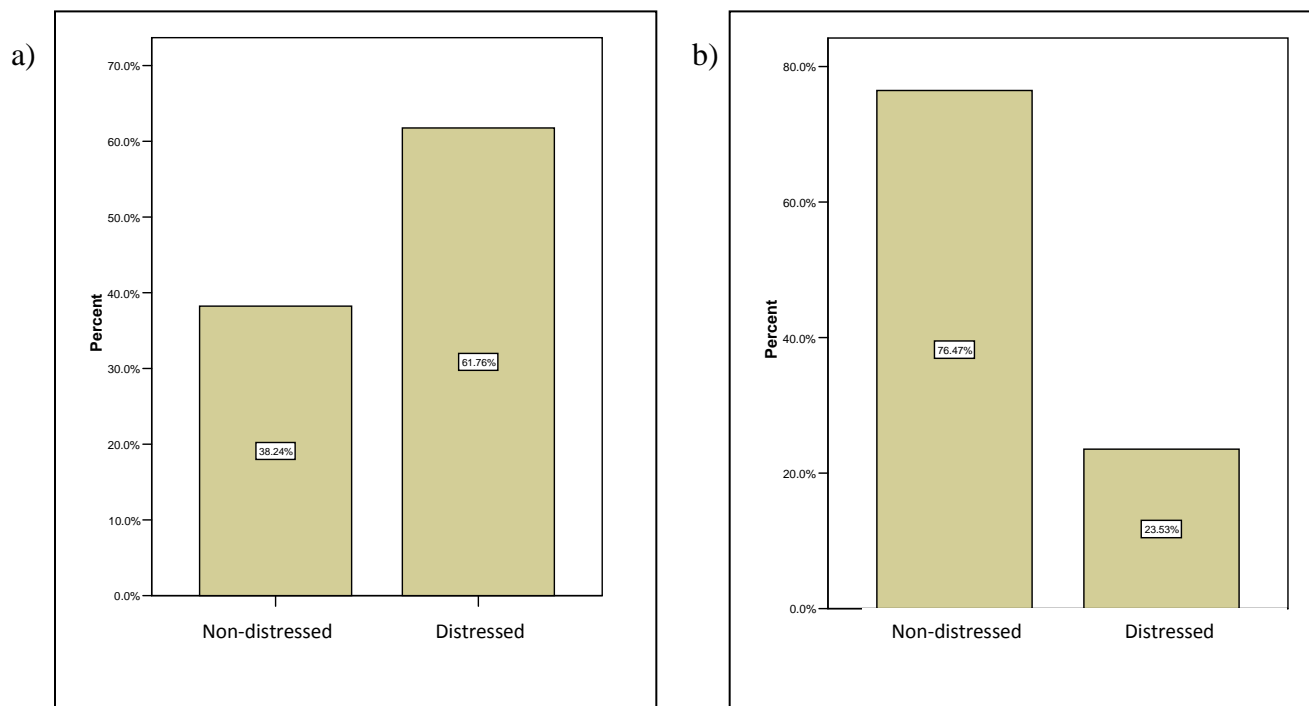 a)
70.0%
60.0%
50.0%
40.0%
30.0%
20.0%
10.0%
0.0%
Percent
38.24%
61.76%
Non-distressed Distressed
b)
80.0%
60.0%
40.0%
20.0%
0.0%
Percent
76.47%
23.53%
Non-distressed Distressed